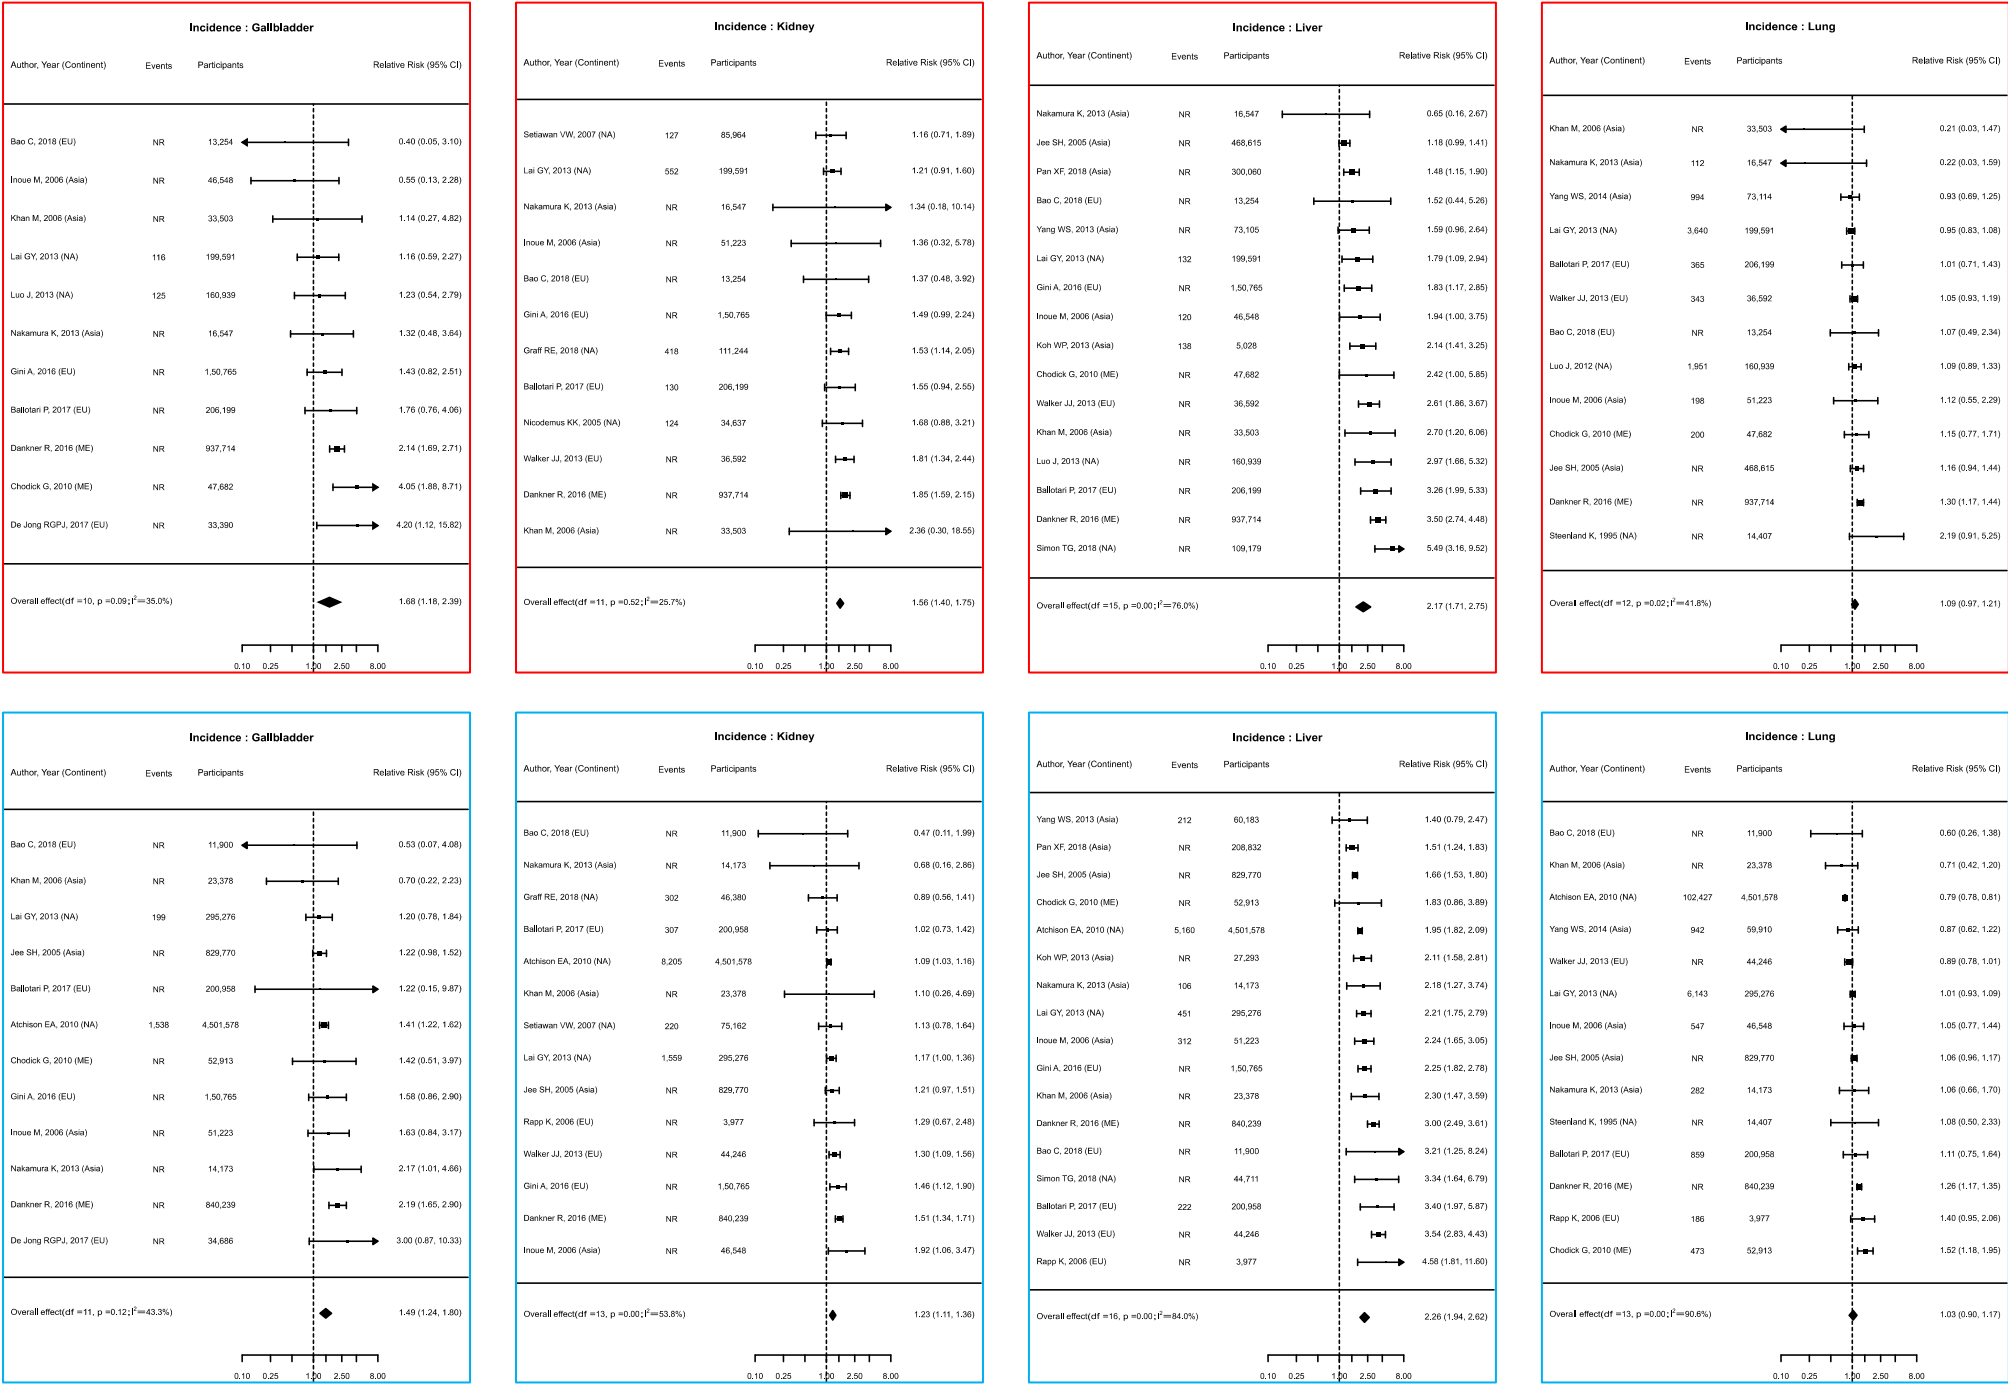 Incidence : Gallbladder
Author, Year (Continent) Events Participants Relative Risk (95% CI)
Bao C, 2018 (EU) NR 13,254 0.40 (0.05, 3.10)
Inoue M, 2006 (Asia) NR 46,548 0.55 (0.13, 2.28)
Khan M, 2006 (Asia) NR 33,503 1.14 (0.27, 4.82)
Lai GY, 2013 (NA) 116 199,591 1.16 (0.59, 2.27)
Luo J, 2013 (NA) 125 160,939 1.23 (0.54, 2.79)
Nakamura K, 2013 (Asia) NR 16,547 1.32 (0.48, 3.64)
Gini A, 2016 (EU) NR 1,50,765 1.43 (0.82, 2.51)
Ballotari P, 2017 (EU) NR 206,199 1.76 (0.76, 4.06)
Dankner R, 2016 (ME) NR 937,714 2.14 (1.69, 2.71)
Chodick G, 2010 (ME) NR 47,682 4.05 (1.88, 8.71)
De Jong RGPJ, 2017 (EU) NR 33,390 4.20 (1.12, 15.82)
Overall effect(df =10, p =0.09; I²=35.0%) 1.68 (1.18, 2.39)
0.10 0.25 1.00 2.50 8.00
Incidence : Kidney
Author, Year (Continent) Events Participants Relative Risk (95% CI)
Setiawan VW, 2007 (NA) 127 85,964 1.16 (0.71, 1.89)
Lai GY, 2013 (NA) 552 199,591 1.21 (0.91, 1.60)
Nakamura K, 2013 (Asia) NR 16,547 1.34 (0.18, 10.14)
Inoue M, 2006 (Asia) NR 51,223 1.36 (0.32, 5.78)
Bao C, 2018 (EU) NR 13,254 1.37 (0.48, 3.92)
Gini A, 2016 (EU) NR 1,50,765 1.49 (0.99, 2.24)
Graff RE, 2018 (NA) 418 111,244 1.53 (1.14, 2.05)
Ballotari P, 2017 (EU) 130 206,199 1.55 (0.94, 2.55)
Nicodemus KK, 2005 (NA) 124 34,637 1.68 (0.88, 3.21)
Walker JJ, 2013 (EU) NR 36,592 1.81 (1.34, 2.44)
Dankner R, 2016 (ME) NR 937,714 1.85 (1.59, 2.15)
Khan M, 2006 (Asia) NR 33,503 2.36 (0.30, 18.55)
Overall effect(df =11, p =0.52; I²=25.7%) 1.56 (1.40, 1.75)
0.10 0.25 1.00 2.50 8.00
Incidence : Liver
Author, Year (Continent) Events Participants Relative Risk (95% CI)
Nakamura K, 2013 (Asia) NR 16,547 0.65 (0.16, 2.67)
Jee SH, 2005 (Asia) NR 468,615 1.18 (0.99, 1.41)
Pan XF, 2018 (Asia) NR 300,060 1.48 (1.15, 1.90)
Bao C, 2018 (EU) NR 13,254 1.52 (0.44, 5.26)
Yang WS, 2013 (Asia) NR 73,105 1.59 (0.96, 2.64)
Lai GY, 2013 (NA) 132 199,591 1.79 (1.09, 2.94)
Gini A, 2016 (EU) NR 1,50,765 1.83 (1.17, 2.85)
Inoue M, 2006 (Asia) 120 46,548 1.94 (1.00, 3.75)
Koh WP, 2013 (Asia) 138 5,028 2.14 (1.41, 3.25)
Chodick G, 2010 (ME) NR 47,682 2.42 (1.00, 5.85)
Walker JJ, 2013 (EU) NR 36,592 2.61 (1.86, 3.67)
Khan M, 2006 (Asia) NR 33,503 2.70 (1.20, 6.06)
Luo J, 2013 (NA) NR 160,939 2.97 (1.66, 5.32)
Ballotari P, 2017 (EU) NR 206,199 3.26 (1.99, 5.33)
Dankner R, 2016 (ME) NR 937,714 3.50 (2.74, 4.48)
Simon TG, 2018 (NA) NR 109,179 5.49 (3.16, 9.52)
Overall effect(df =15, p =0.00; I²=76.0%) 2.17 (1.71, 2.75)
0.10 0.25 1.00 2.50 8.00
Incidence : Lung
Author, Year (Continent) Events Participants Relative Risk (95% CI)
Khan M, 2006 (Asia) NR 33,503 0.21 (0.03, 1.47)
Nakamura K, 2013 (Asia) 112 16,547 0.22 (0.03, 1.59)
Yang WS, 2014 (Asia) 994 73,114 0.93 (0.69, 1.25)
Lai GY, 2013 (NA) 3,640 199,591 0.95 (0.83, 1.08)
Ballotari P, 2017 (EU) 365 206,199 1.01 (0.71, 1.43)
Walker JJ, 2013 (EU) 343 36,592 1.05 (0.93, 1.19)
Bao C, 2018 (EU) NR 13,254 1.07 (0.49, 2.34)
Luo J, 2012 (NA) 1,951 160,939 1.09 (0.89, 1.33)
Inoue M, 2006 (Asia) 198 51,223 1.12 (0.55, 2.29)
Chodick G, 2010 (ME) 200 47,682 1.15 (0.77, 1.71)
Jee SH, 2005 (Asia) NR 468,615 1.16 (0.94, 1.44)
Dankner R, 2016 (ME) NR 937,714 1.30 (1.17, 1.44)
Steenland K, 1995 (NA) NR 14,407 2.19 (0.91, 5.25)
Overall effect(df =12, p =0.02; I²=41.8%) 1.09 (0.97, 1.21)
0.10 0.25 1.00 2.50 8.00
Incidence : Gallbladder
Author, Year (Continent) Events Participants Relative Risk (95% CI)
Bao C, 2018 (EU) NR 11,900 0.53 (0.07, 4.08)
Khan M, 2006 (Asia) NR 23,378 0.70 (0.22, 2.23)
Lai GY, 2013 (NA) 199 295,276 1.20 (0.78, 1.84)
Jee SH, 2005 (Asia) NR 829,770 1.22 (0.98, 1.52)
Ballotari P, 2017 (EU) NR 200,958 1.22 (0.15, 9.87)
Atchison EA, 2010 (NA) 1,538 4,501,578 1.41 (1.22, 1.62)
Chodick G, 2010 (ME) NR 52,913 1.42 (0.51, 3.97)
Gini A, 2016 (EU) NR 1,50,765 1.58 (0.86, 2.90)
Inoue M, 2006 (Asia) NR 51,223 1.63 (0.84, 3.17)
Nakamura K, 2013 (Asia) NR 14,173 2.17 (1.01, 4.66)
Dankner R, 2016 (ME) NR 840,239 2.19 (1.65, 2.90)
De Jong RGPJ, 2017 (EU) NR 34,686 3.00 (0.87, 10.33)
Overall effect(df =11, p =0.12; I²=43.3%) 1.49 (1.24, 1.80)
0.10 0.25 1.00 2.50 8.00
Incidence : Kidney
Author, Year (Continent) Events Participants Relative Risk (95% CI)
Bao C, 2018 (EU) NR 11,900 0.47 (0.11, 1.99)
Nakamura K, 2013 (Asia) NR 14,173 0.68 (0.16, 2.86)
Graff RE, 2018 (NA) 302 46,380 0.89 (0.56, 1.41)
Ballotari P, 2017 (EU) 307 200,958 1.02 (0.73, 1.42)
Atchison EA, 2010 (NA) 8,205 4,501,578 1.09 (1.03, 1.16)
Khan M, 2006 (Asia) NR 23,378 1.10 (0.26, 4.69)
Setiawan VW, 2007 (NA) 220 75,162 1.13 (0.78, 1.64)
Lai GY, 2013 (NA) 1,559 295,276 1.17 (1.00, 1.36)
Jee SH, 2005 (Asia) NR 829,770 1.21 (0.97, 1.51)
Rapp K, 2006 (EU) NR 3,977 1.29 (0.67, 2.48)
Walker JJ, 2013 (EU) NR 44,246 1.30 (1.09, 1.56)
Gini A, 2016 (EU) NR 1,50,765 1.46 (1.12, 1.90)
Dankner R, 2016 (ME) NR 840,239 1.51 (1.34, 1.71)
Inoue M, 2006 (Asia) NR 46,548 1.92 (1.06, 3.47)
Overall effect(df =13, p =0.00; I²=53.8%) 1.23 (1.11, 1.36)
0.10 0.25 1.00 2.50 8.00
Incidence : Liver
Author, Year (Continent) Events Participants Relative Risk (95% CI)
Yang WS, 2013 (Asia) 212 60,183 1.40 (0.79, 2.47)
Pan XF, 2018 (Asia) NR 208,832 1.51 (1.24, 1.83)
Jee SH, 2005 (Asia) NR 829,770 1.66 (1.53, 1.80)
Chodick G, 2010 (ME) NR 52,913 1.83 (0.86, 3.89)
Atchison EA, 2010 (NA) 5,160 4,501,578 1.95 (1.82, 2.09)
Koh WP, 2013 (Asia) NR 27,293 2.11 (1.58, 2.81)
Nakamura K, 2013 (Asia) 106 14,173 2.18 (1.27, 3.74)
Lai GY, 2013 (NA) 451 295,276 2.21 (1.75, 2.79)
Inoue M, 2006 (Asia) 312 51,223 2.24 (1.65, 3.05)
Gini A, 2016 (EU) NR 1,50,765 2.25 (1.82, 2.78)
Khan M, 2006 (Asia) NR 23,378 2.30 (1.47, 3.59)
Dankner R, 2016 (ME) NR 840,239 3.00 (2.49, 3.61)
Bao C, 2018 (EU) NR 11,900 3.21 (1.25, 8.24)
Simon TG, 2018 (NA) NR 44,711 3.34 (1.64, 6.79)
Ballotari P, 2017 (EU) 222 200,958 3.40 (1.97, 5.87)
Walker JJ, 2013 (EU) NR 44,246 3.54 (2.83, 4.43)
Rapp K, 2006 (EU) NR 3,977 4.58 (1.81, 11.60)
Overall effect(df =16, p =0.00; I²=84.0%) 2.26 (1.94, 2.62)
0.10 0.25 1.00 2.50 8.00
Incidence : Lung
Author, Year (Continent) Events Participants Relative Risk (95% CI)
Bao C, 2018 (EU) NR 11,900 0.60 (0.26, 1.38)
Khan M, 2006 (Asia) NR 23,378 0.71 (0.42, 1.20)
Atchison EA, 2010 (NA) 102,427 4,501,578 0.79 (0.78, 0.81)
Yang WS, 2014 (Asia) 942 59,910 0.87 (0.62, 1.22)
Walker JJ, 2013 (EU) NR 44,246 0.89 (0.78, 1.01)
Lai GY, 2013 (NA) 6,143 295,276 1.01 (0.93, 1.09)
Inoue M, 2006 (Asia) 547 46,548 1.05 (0.77, 1.44)
Jee SH, 2005 (Asia) NR 829,770 1.06 (0.96, 1.17)
Nakamura K, 2013 (Asia) 282 14,173 1.06 (0.66, 1.70)
Steenland K, 1995 (NA) NR 14,407 1.08 (0.50, 2.33)
Ballotari P, 2017 (EU) 859 200,958 1.11 (0.75, 1.64)
Dankner R, 2016 (ME) NR 840,239 1.26 (1.17, 1.35)
Rapp K, 2006 (EU) 186 3,977 1.40 (0.95, 2.06)
Chodick G, 2010 (ME) 473 52,913 1.52 (1.18, 1.95)
Overall effect(df =13, p =0.00; I²=90.6%) 1.03 (0.90, 1.17)
0.10 0.25 1.00 2.50 8.00